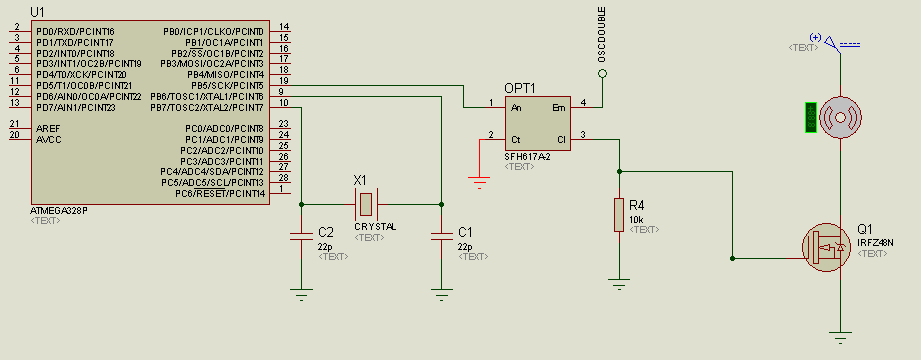 U1
2 PD0/RXD/PCINT16 PB0/ICP1/CLKO/PCINT0 14
3 PD1/TXD/PCINT17 PB1/OC1A/PCINT1 15
4 PD2/INT0/PCINT18 PB2/SS/OC1B/PCINT2 16
5 PD3/INT1/OC2B/PCINT19 PB3/MOSI/OC2A/PCINT3 17
6 PD4/T0/XCK/PCINT20 PB4/MISO/PCINT4 18
11 PD5/T1/OC0B/PCINT21 PB5/SCK/PCINT5 19
12 PD6/AIN0/OC0A/PCINT22 PB6/TOSC1/XTAL1/PCINT6 9
13 PD7/AIN1/PCINT23 PB7/TOSC2/XTAL2/PCINT7 10
21 AREF PC0/ADC0/PCINT8 23
20 AVCC PC1/ADC1/PCINT9 24
PC2/ADC2/PCINT10 25
PC3/ADC3/PCINT11 26
PC4/ADC4/SDA/PCINT12 27
PC5/ADC5/SCL/PCINT13 28
PC6/RESET/PCINT14 1
ATMEGA328P
<TEXT>
X1
CRYSTAL
<TEXT>
C2
22p
<TEXT>
C1
22p
<TEXT>
OPT1
1 An Em 4
2 Ct Cl 3
SFH617A-2
<TEXT>
OSCDOUBLE
R4
10k
<TEXT>
(+)
<TEXT>
Q1
IRFZ48N
<TEXT>